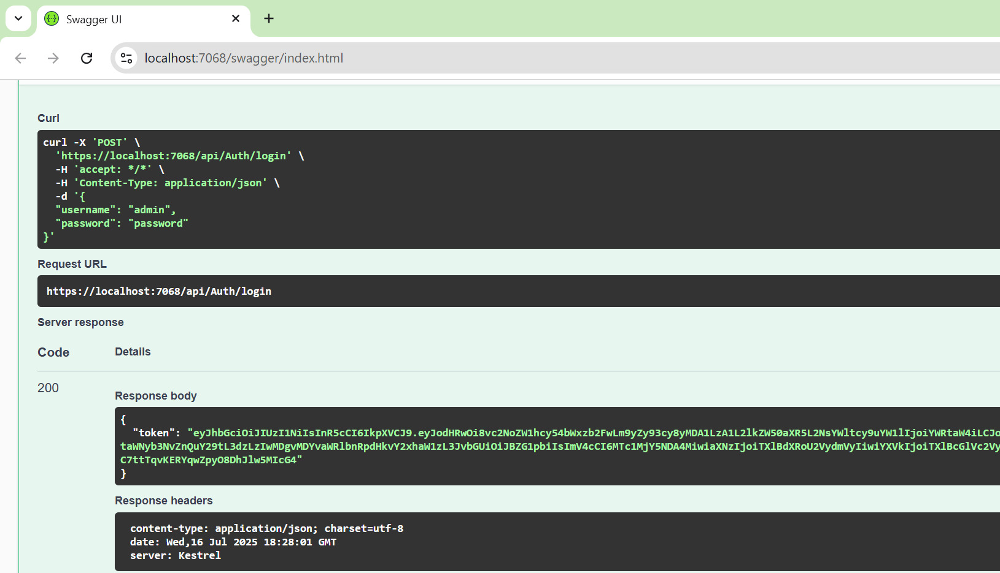 Swagger UI
localhost:7068/swagger/index.html
Curl
curl -X 'POST' \
'https://localhost:7068/api/Auth/login' \
-H 'accept: */*' \
-H 'Content-Type: application/json' \
-d '{
"username": "admin",
"password": "password"
}'
Request URL
https://localhost:7068/api/Auth/login
Server response
Code Details
200
Response body
{
"token": "eyJhbGciOiJIUzI1NiIsInR5cCI6IkpXVCJ9.eyJodHRwOi8vc2NoZW1hcy54bWxzb2FwLm9yZy93cy8yMDA1LzA1L2lkZW50aXR5L2NsYWltcy9uYW1lIjoiYWRtaW4iLCJo
taWNyb3NvZnQuY29tL3dzLzIwMDgvMDYvaWRlbnRpdHkvY2xhaW1zL3JvbGUiOiJBZG1pbiIsImV4cCI6MTc1MjY5NDA4MiwiaXNzIjoiTXlBdXRoU2VydmVyIiwiYXVkIjoiTXlBcGlVc2Vy
C7ttTqvKERYqwZpyO8DhJlw5MIcG4"
}
Response headers
content-type: application/json; charset=utf-8
date: Wed,16 Jul 2025 18:28:01 GMT
server: Kestrel